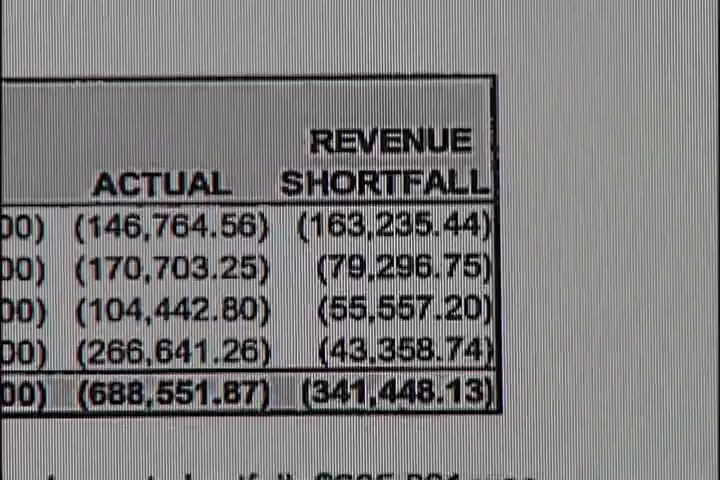 REVENUE
ACTUAL SHORTFALL
00) (146,764.56) (163,235.44)
00) (170,703.25) (79,296.75)
00) (104,442.80) (55,557.20)
00) (266,641.26) (43,358.74)
00) (688,551.87) (341,448.13)